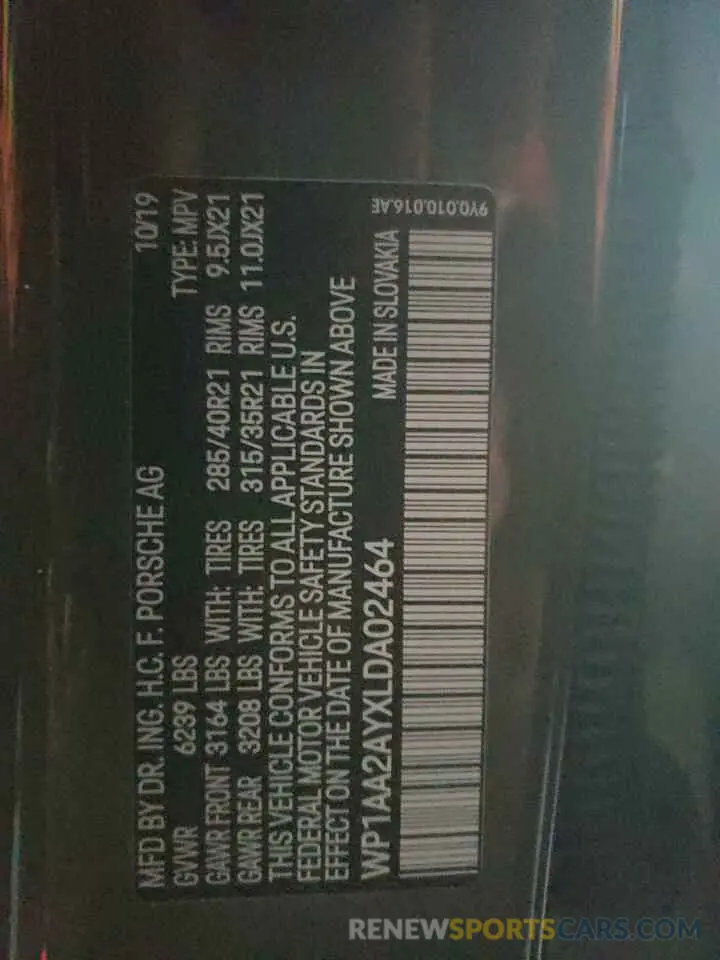 MFD BY DR. ING. H.C. F. PORSCHE AG 10/19
GVWR 6239 LBS TYPE: MPV
GAWR FRONT 3164 LBS WITH: TIRES 285/40R21 RIMS 9.5JX21
GAWR REAR 3208 LBS WITH: TIRES 315/35R21 RIMS 11.0JX21
THIS VEHICLE CONFORMS TO ALL APPLICABLE U.S.
FEDERAL MOTOR VEHICLE SAFETY STANDARDS IN
EFFECT ON THE DATE OF MANUFACTURE SHOWN ABOVE
WP1AA2AYXLDA02464 MADE IN SLOVAKIA
9Y0.010.016.AE
RENEWSPORTSCARS.COM